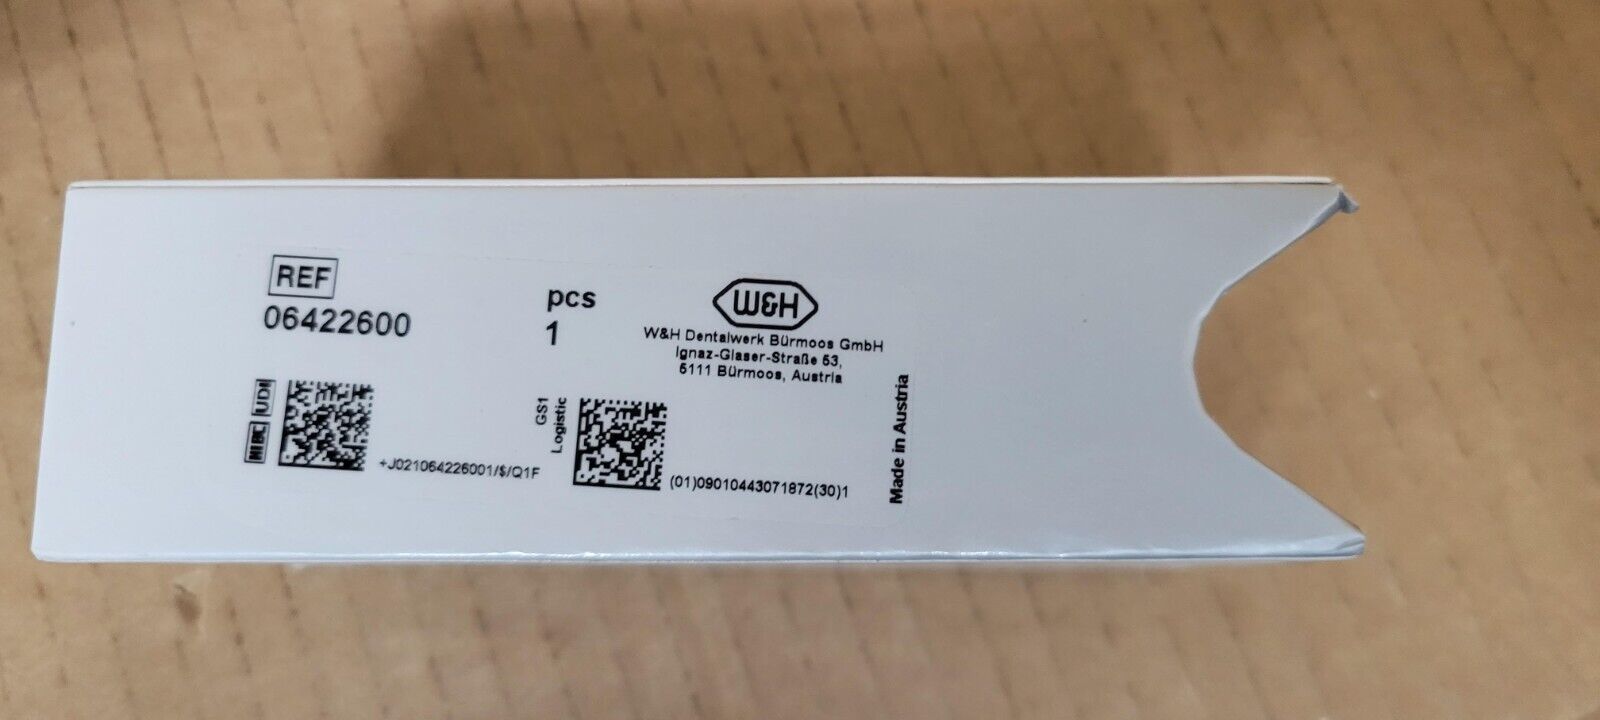 REF
06422600
pcs
1
W&H
W&H Dentalwerk Bürmoos GmbH
Ignaz-Glaser-Straße 53,
5111 Bürmoos, Austria
Made in Austria
HIBC UDI
+J021064226001/$/Q1F
GS1
Logistic
(01)09010443071872(30)1